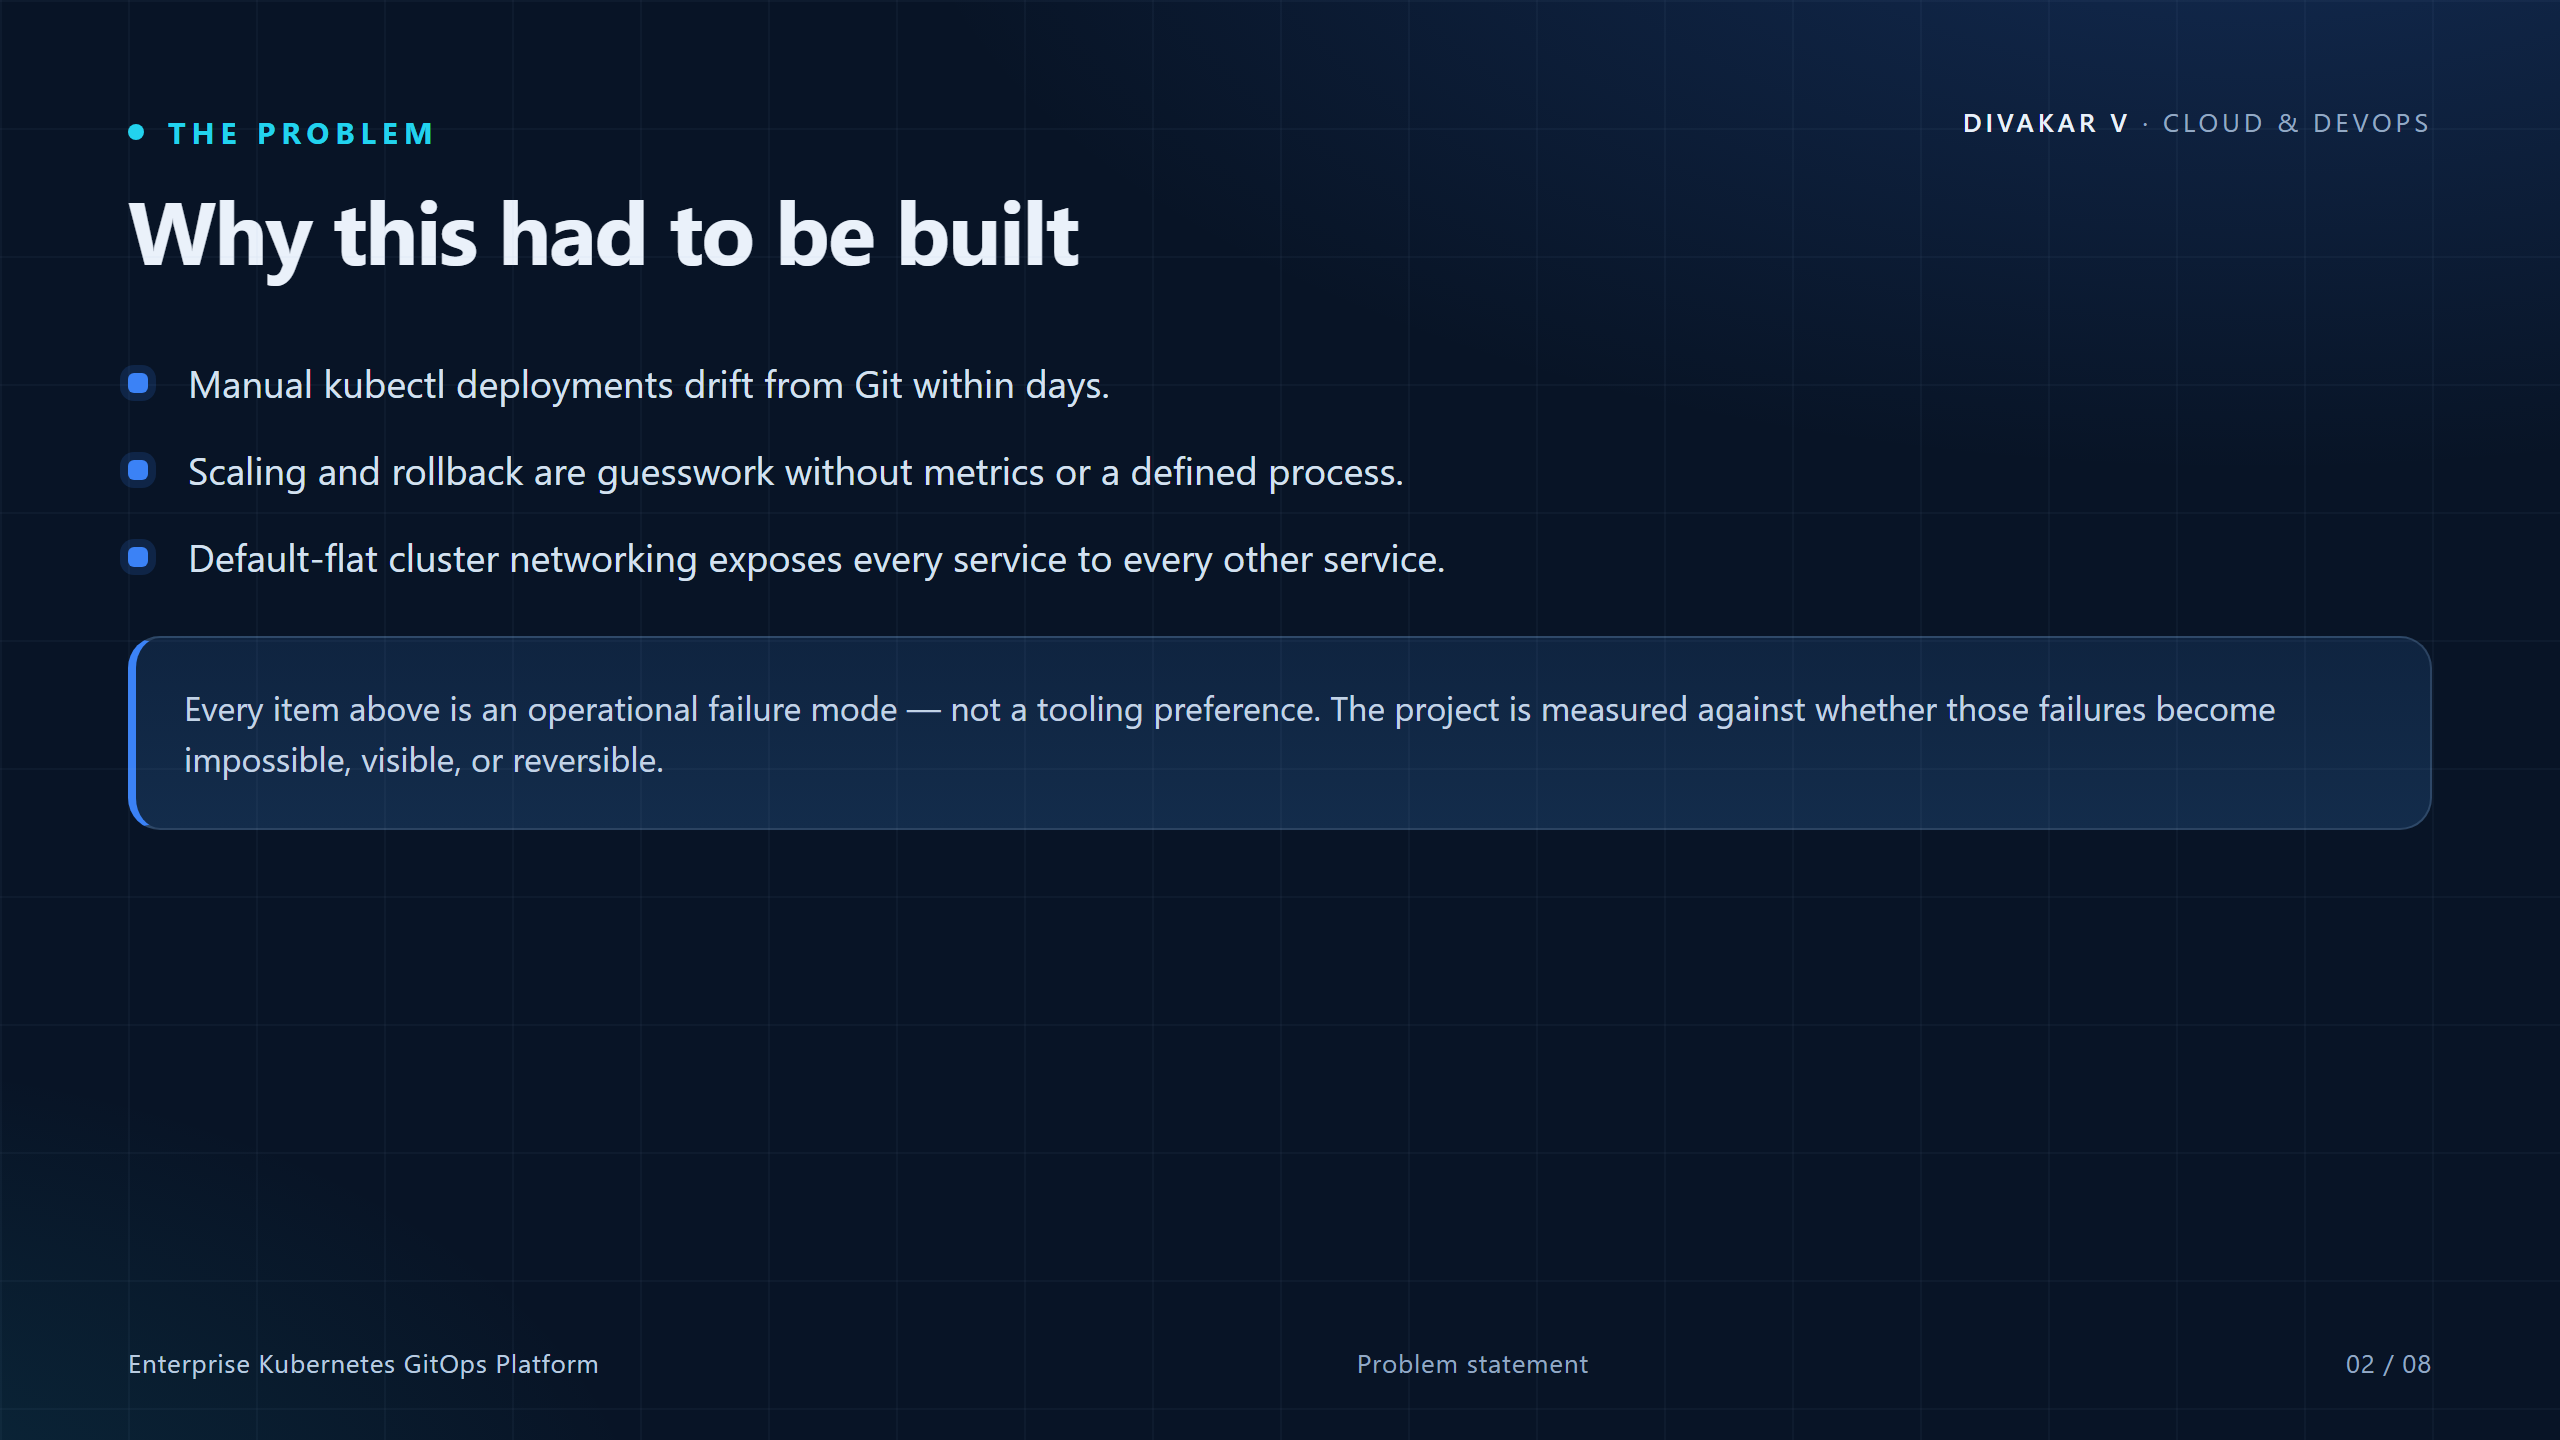 THE PROBLEM
DIVAKAR V · CLOUD & DEVOPS
Why this had to be built
Manual kubectl deployments drift from Git within days.
Scaling and rollback are guesswork without metrics or a defined process.
Default-flat cluster networking exposes every service to every other service.
Every item above is an operational failure mode — not a tooling preference. The project is measured against whether those failures become
impossible, visible, or reversible.
Enterprise Kubernetes GitOps Platform
Problem statement
02 / 08